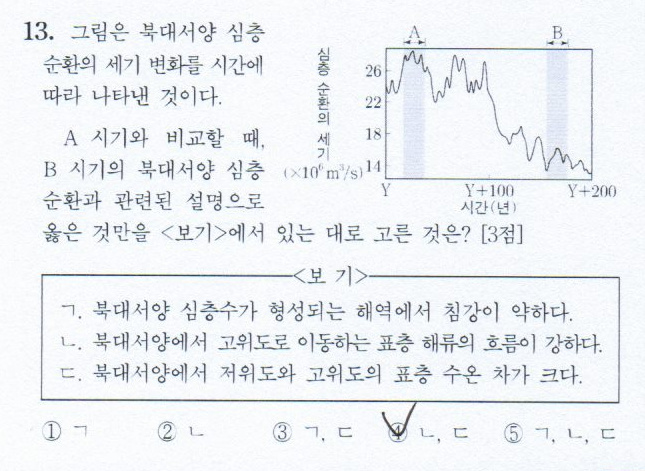 13. 그림은 북대서양 심층
순환의 세기 변화를 시간에
따라 나타낸 것이다.
A 시기와 비교할 때,
B 시기의 북대서양 심층
순환과 관련된 설명으로
옳은 것만을 <보기>에서 있는 대로 고른 것은? [3점]
A
B
심층 순환의 세기
(×10⁶ m³/s)
26
22
18
14
Y
Y+100
Y+200
시간(년)
<보 기>
ㄱ. 북대서양 심층수가 형성되는 해역에서 침강이 약하다.
ㄴ. 북대서양에서 고위도로 이동하는 표층 해류의 흐름이 강하다.
ㄷ. 북대서양에서 저위도와 고위도의 표층 수온 차가 크다.
① ㄱ ② ㄴ ③ ㄱ, ㄷ ④ ㄴ, ㄷ ⑤ ㄱ, ㄴ, ㄷ